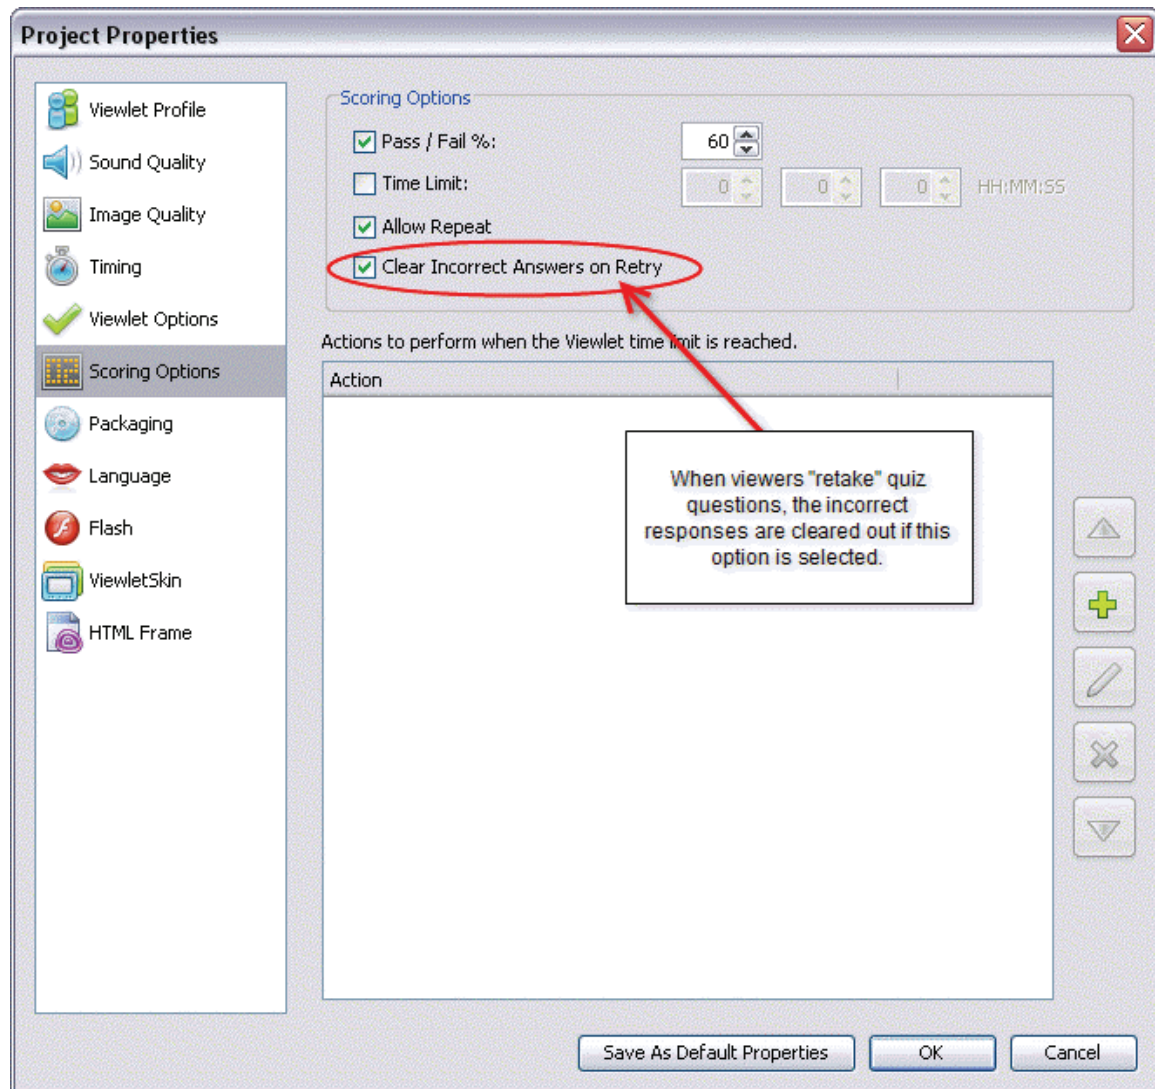 Project Properties
Viewlet Profile
Sound Quality
Image Quality
Timing
Viewlet Options
Scoring Options
Packaging
Language
Flash
ViewletSkin
HTML Frame
Scoring Options
Pass / Fail %: 60
Time Limit: 0 0 0 HH:MM:SS
Allow Repeat
Clear Incorrect Answers on Retry
Actions to perform when the Viewlet time limit is reached.
Action
When viewers "retake" quiz
questions, the incorrect
responses are cleared out if this
option is selected.
Save As Default Properties OK Cancel